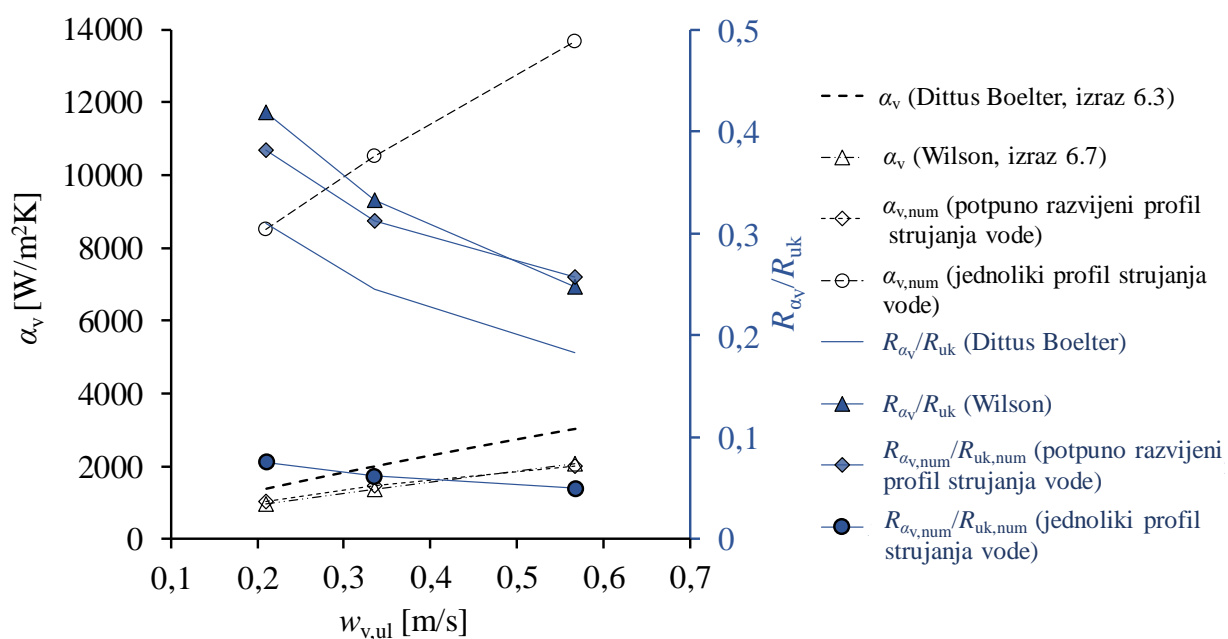 14000
12000
10000
8000
6000
4000
2000
0
αv [W/m²K]
0,5
0,4
0,3
0,2
0,1
0
Rαv/Ruk
0,1 0,2 0,3 0,4 0,5 0,6 0,7
wv,ul [m/s]
αv (Dittus Boelter, izraz 6.3)
αv (Wilson, izraz 6.7)
αv,num (potpuno razvijeni profil
strujanja vode)
αv,num (jednoliki profil strujanja
vode)
Rαv/Ruk (Dittus Boelter)
Rαv/Ruk (Wilson)
Rαv,num/Ruk,num (potpuno razvijeni
profil strujanja vode)
Rαv,num/Ruk,num (jednoliki profil
strujanja vode)